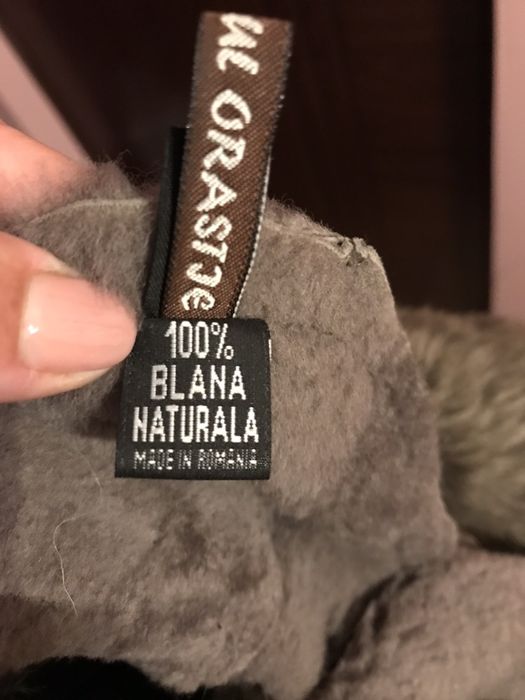 ORASTIE
100%
BLANA
NATURALA
MADE IN ROMANIA